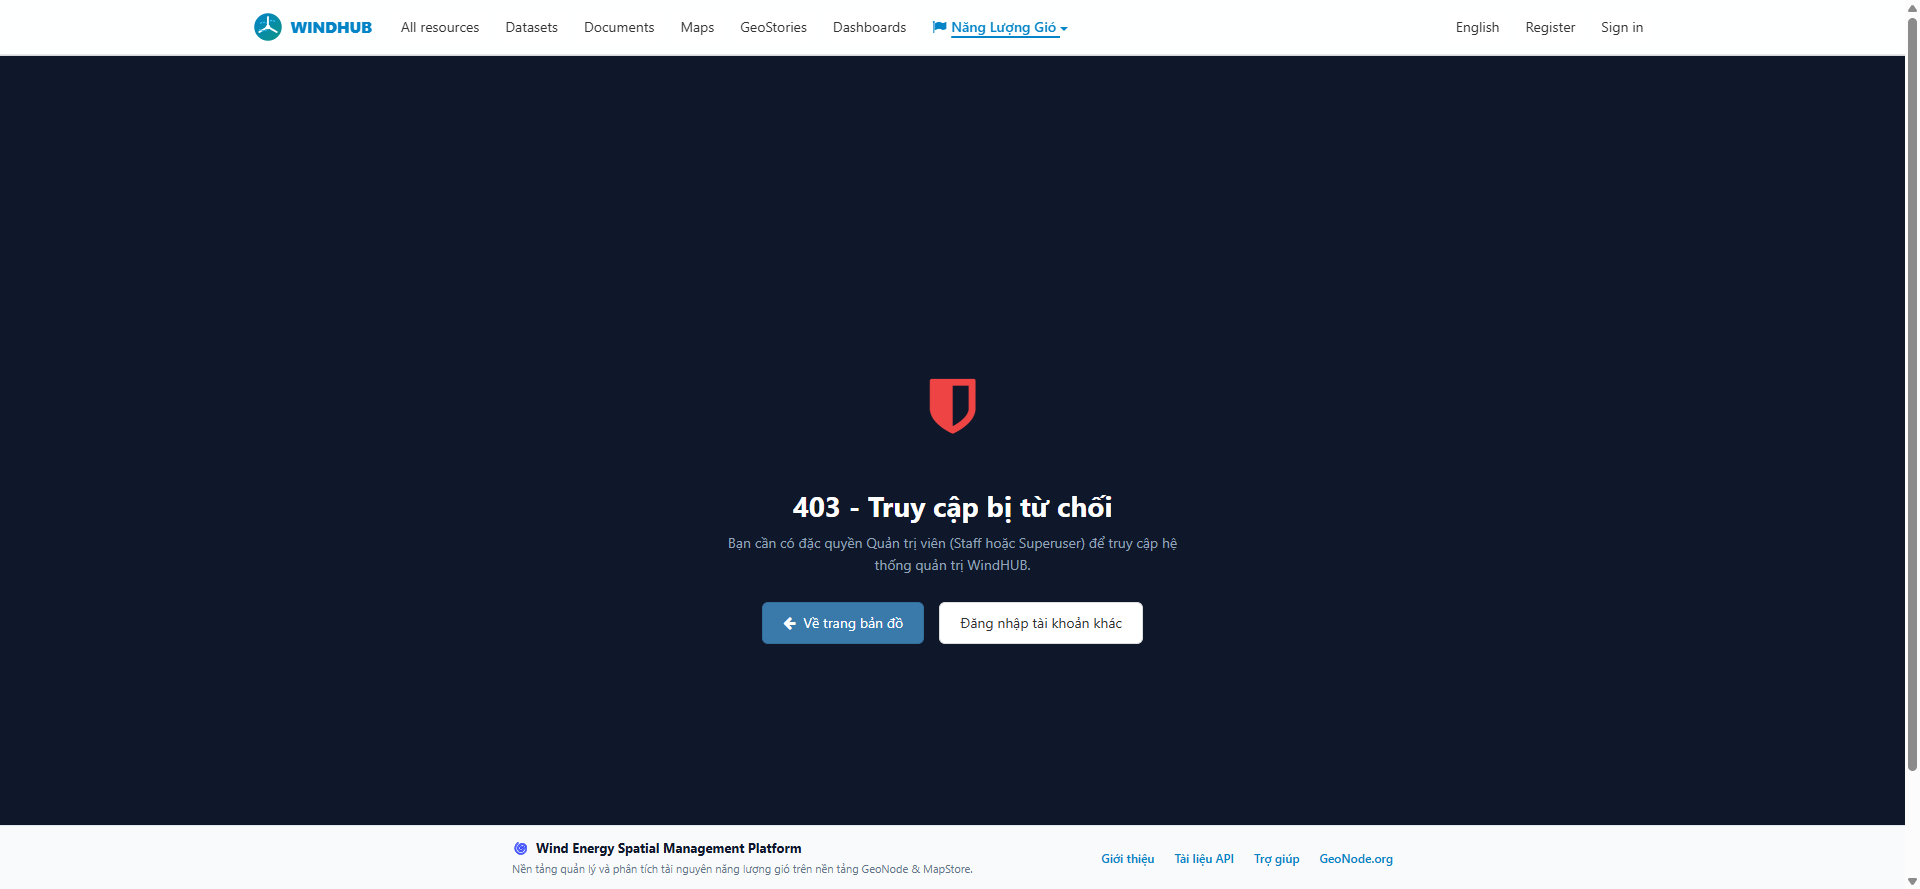 WINDHUB
All resources
Datasets
Documents
Maps
GeoStories
Dashboards
Năng Lượng Gió
English
Register
Sign in
403 - Truy cập bị từ chối
Bạn cần có đặc quyền Quản trị viên (Staff hoặc Superuser) để truy cập hệ
thống quản trị WindHUB.
Về trang bản đồ
Đăng nhập tài khoản khác
Wind Energy Spatial Management Platform
Nền tảng quản lý và phân tích tài nguyên năng lượng gió trên nền tảng GeoNode & MapStore.
Giới thiệu
Tài liệu API
Trợ giúp
GeoNode.org